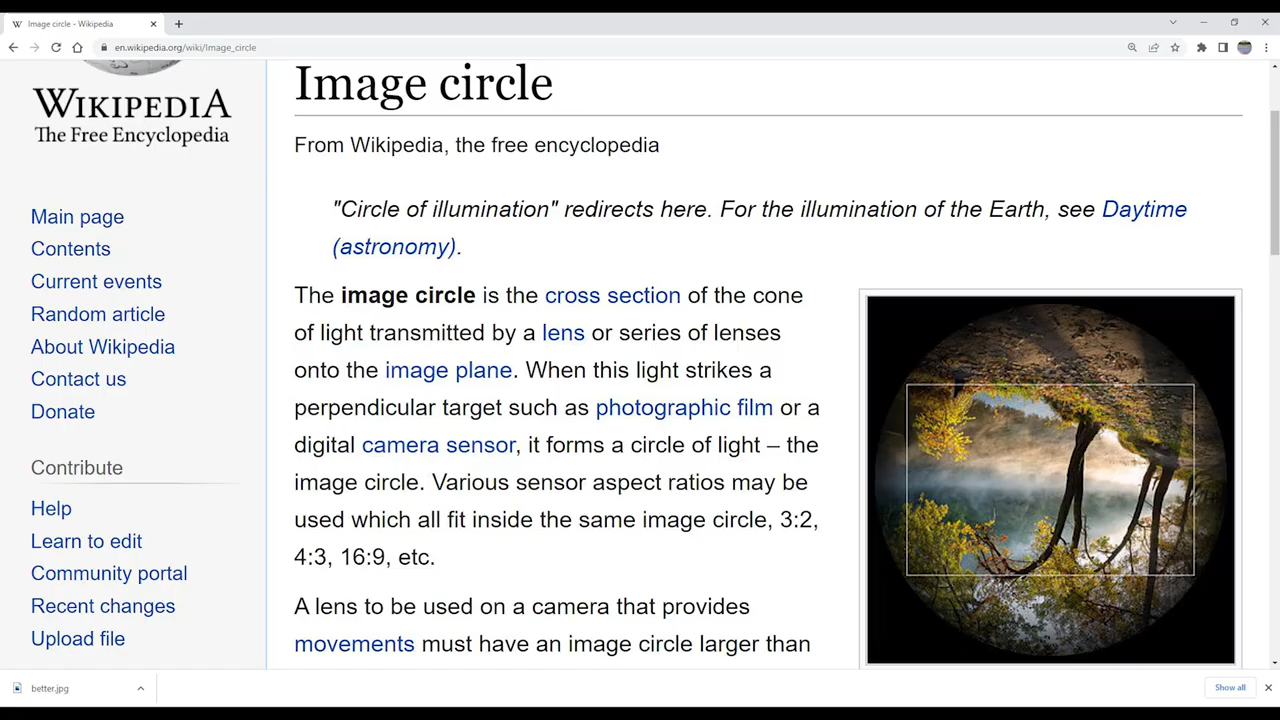 Image circle - Wikipedia
en.wikipedia.org/wiki/Image_circle
WIKIPEDIA
The Free Encyclopedia
Main page
Contents
Current events
Random article
About Wikipedia
Contact us
Donate
Contribute
Help
Learn to edit
Community portal
Recent changes
Upload file
Image circle
From Wikipedia, the free encyclopedia
"Circle of illumination" redirects here. For the illumination of the Earth, see Daytime
(astronomy).
The image circle is the cross section of the cone
of light transmitted by a lens or series of lenses
onto the image plane. When this light strikes a
perpendicular target such as photographic film or a
digital camera sensor, it forms a circle of light – the
image circle. Various sensor aspect ratios may be
used which all fit inside the same image circle, 3:2,
4:3, 16:9, etc.
A lens to be used on a camera that provides
movements must have an image circle larger than
better.jpg
Show all